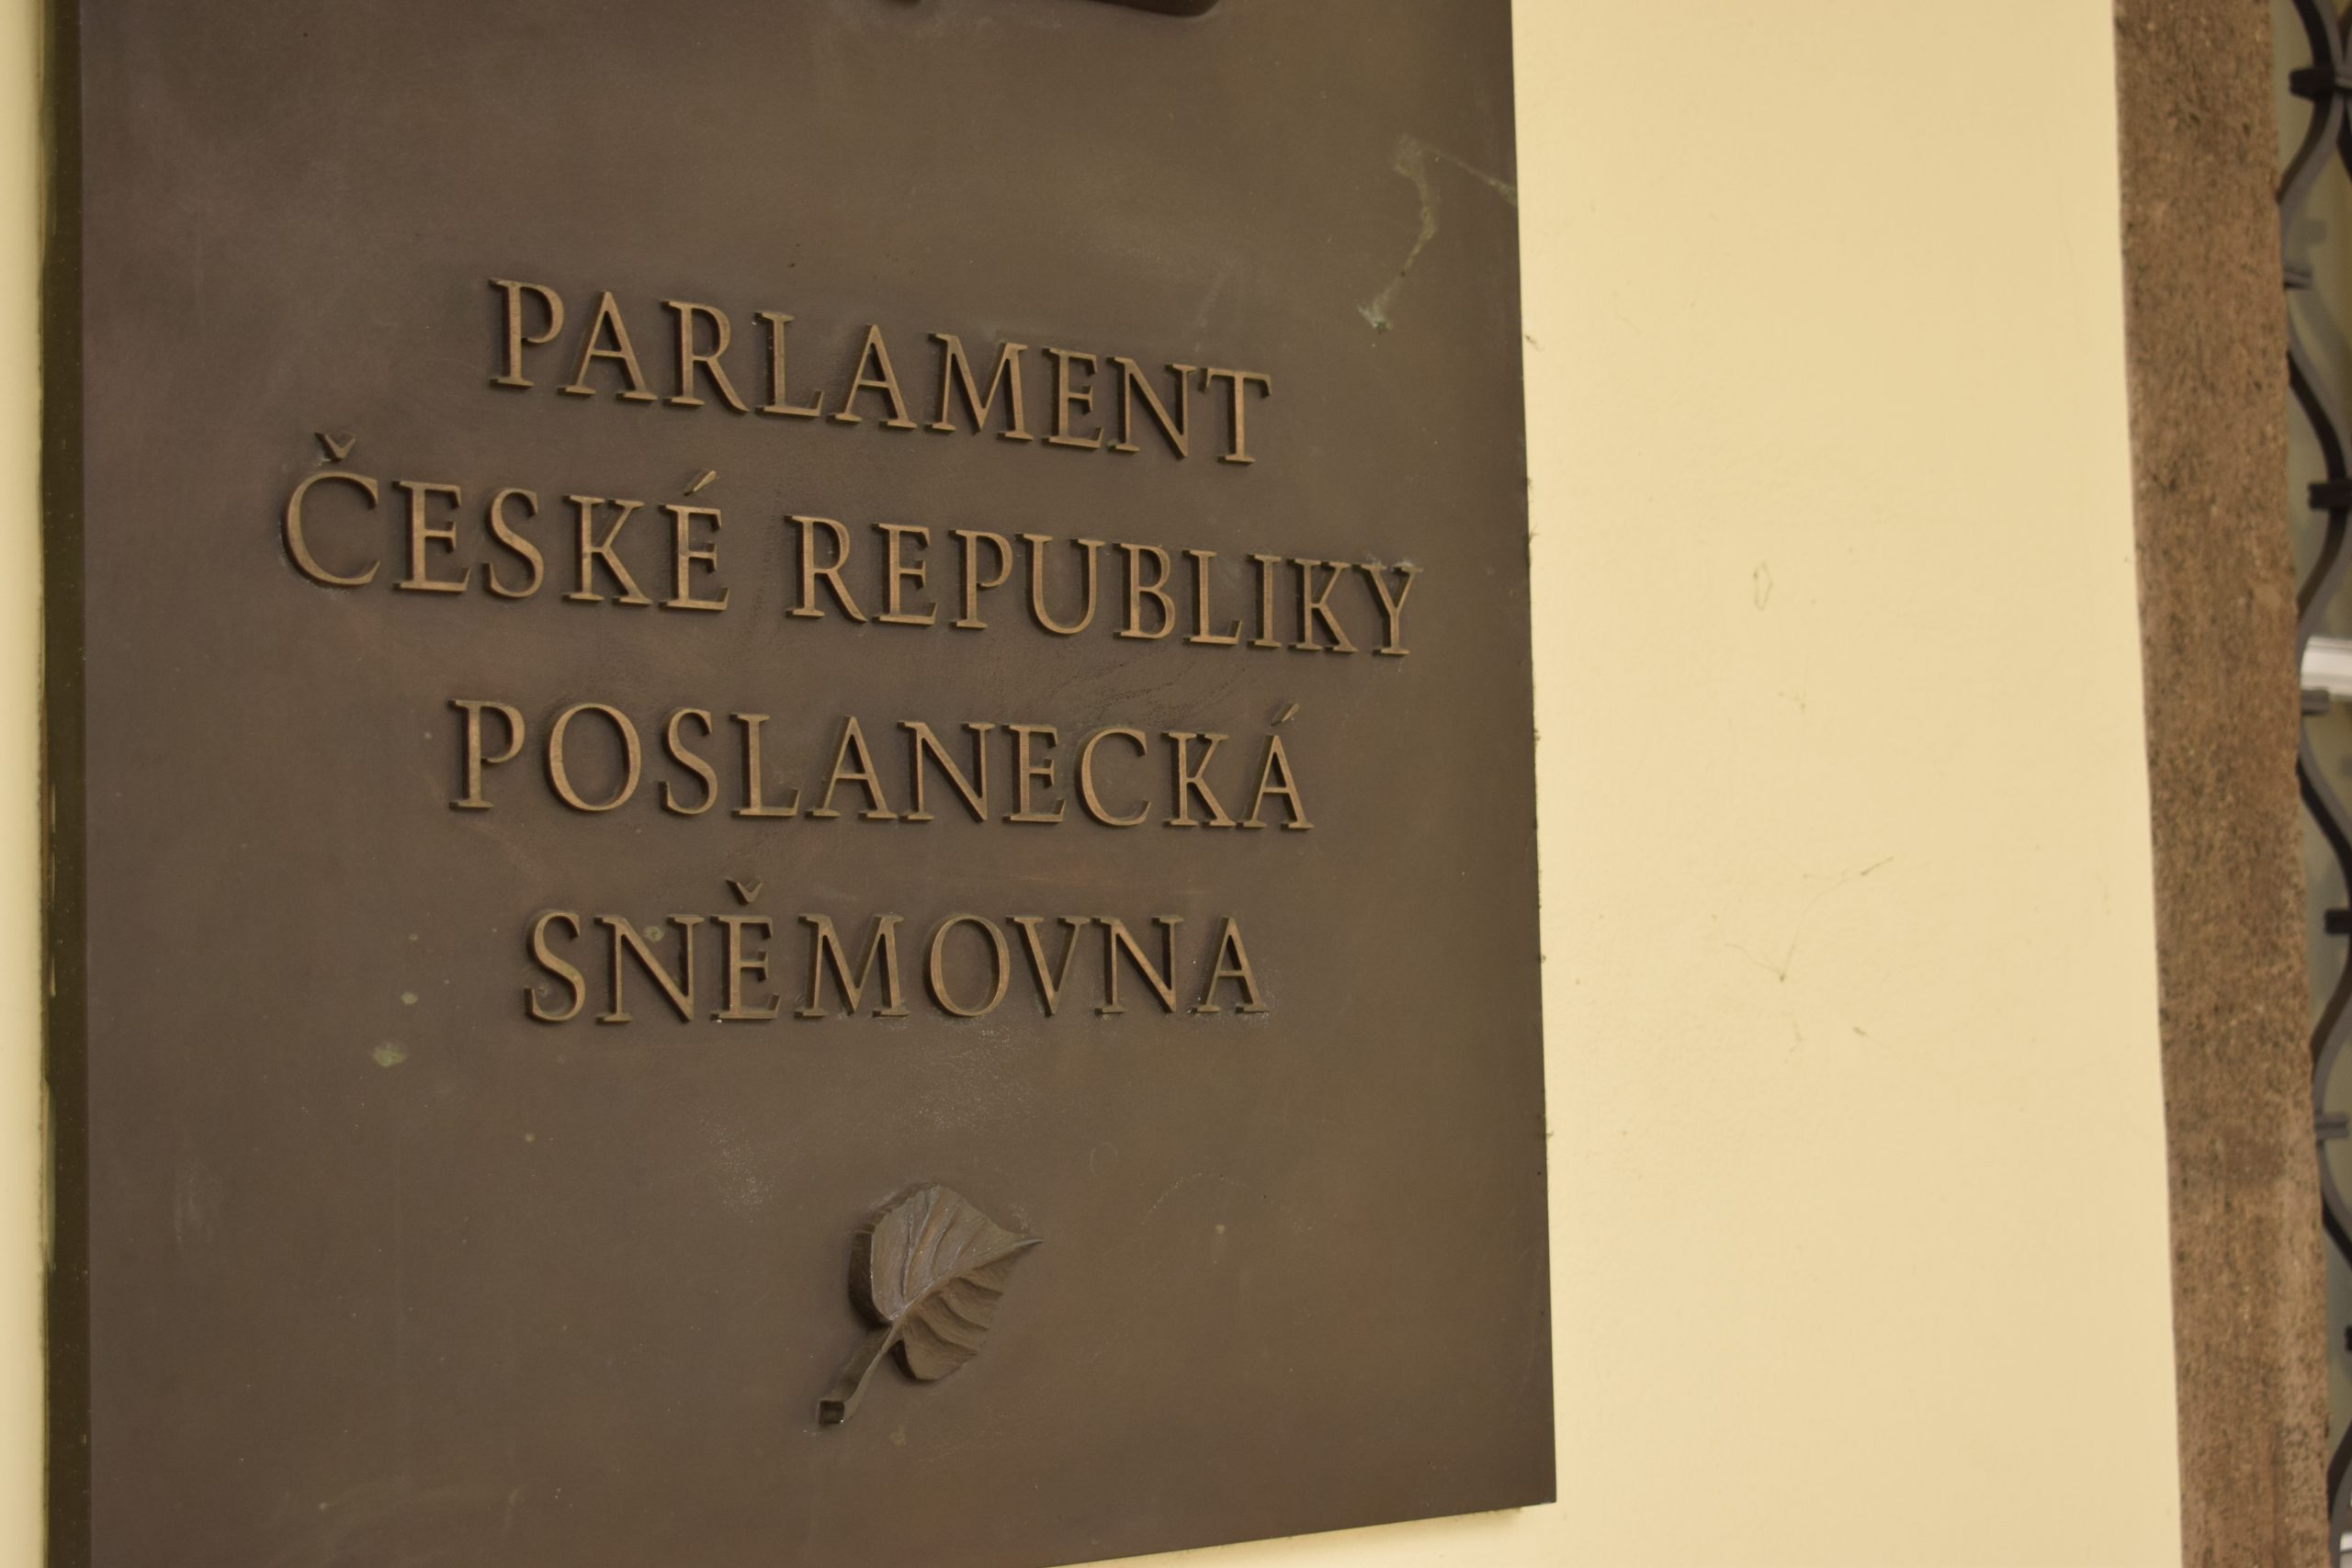 PARLAMENT
ČESKÉ REPUBLIKY
POSLANECKÁ
SNĚMOVNA